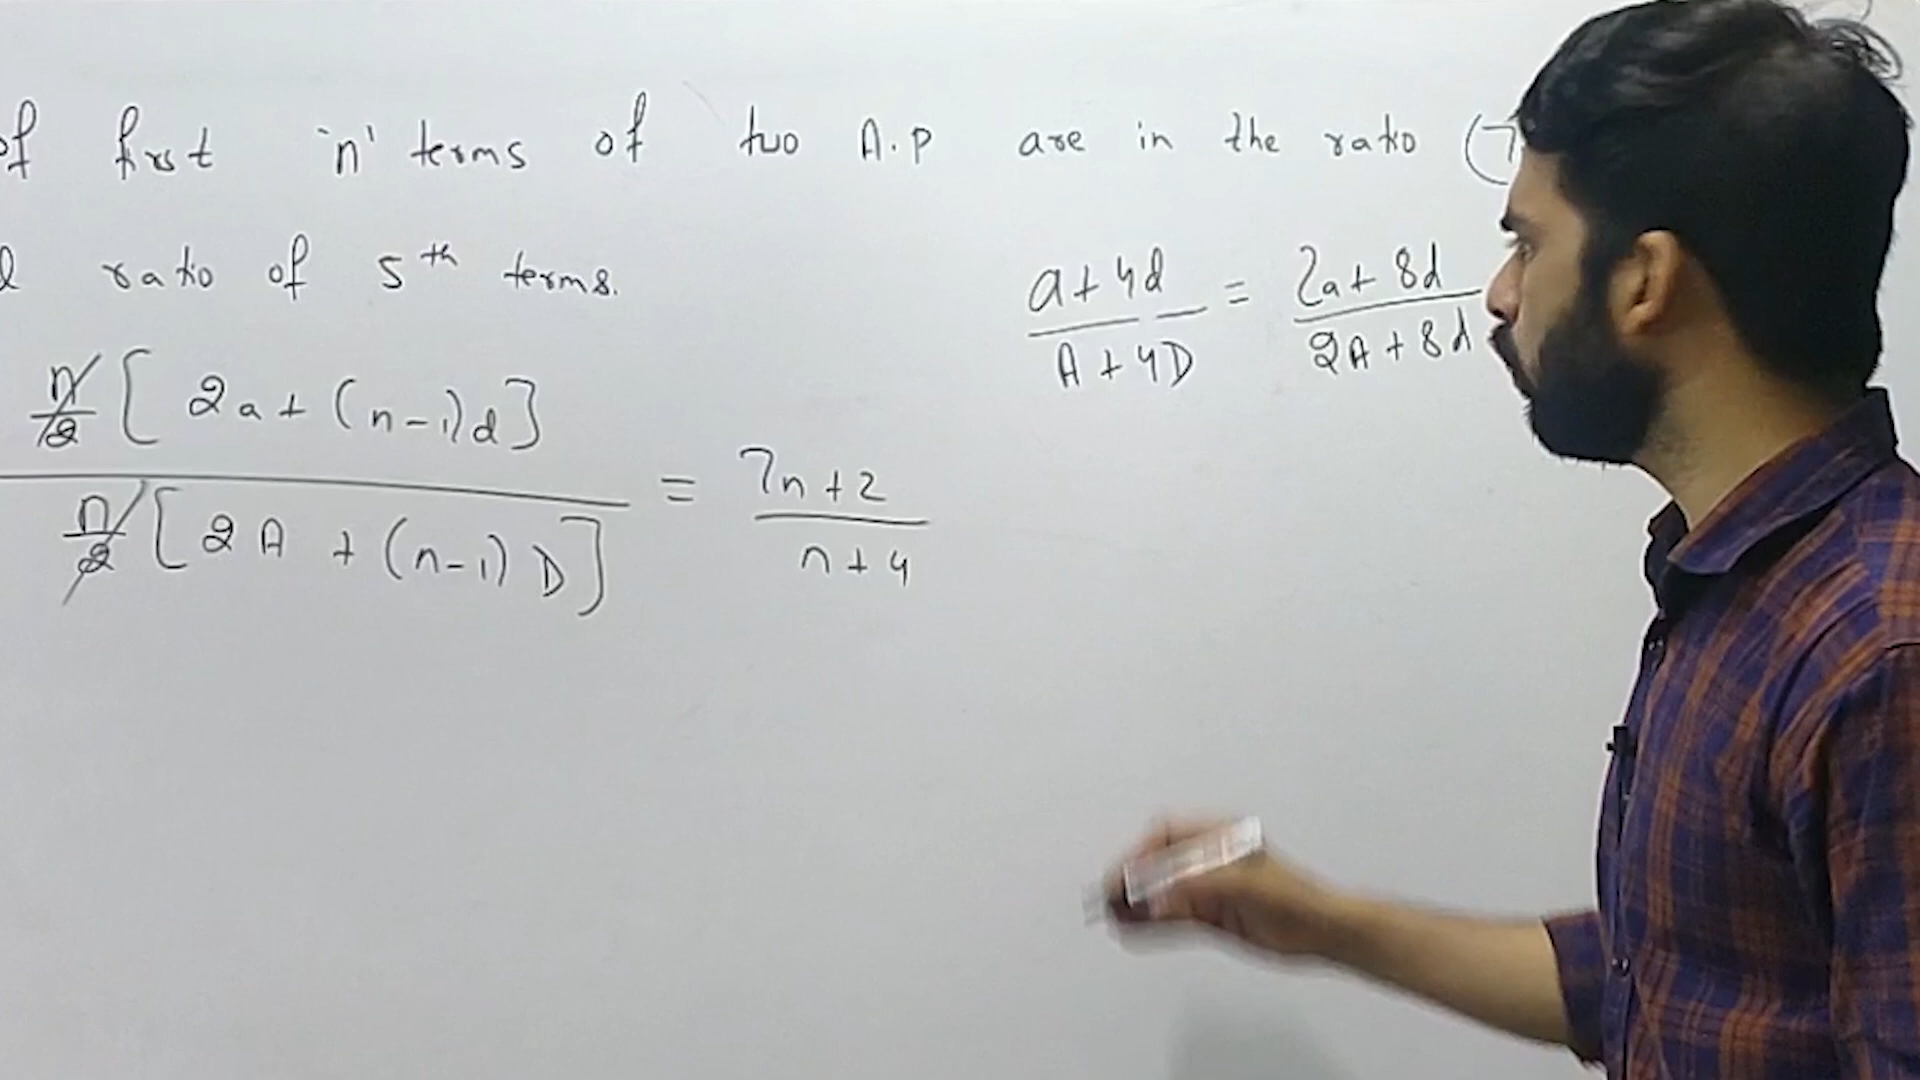 of first 'n' terms of two A.P are in the ratio (7
ratio of 5th terms.
a+4d / A+4D = 2a+8d / 2A+8d
n/2 [2a+(n-1)d] / n/2 [2A+(n-1)D] = 7n+2 / n+4